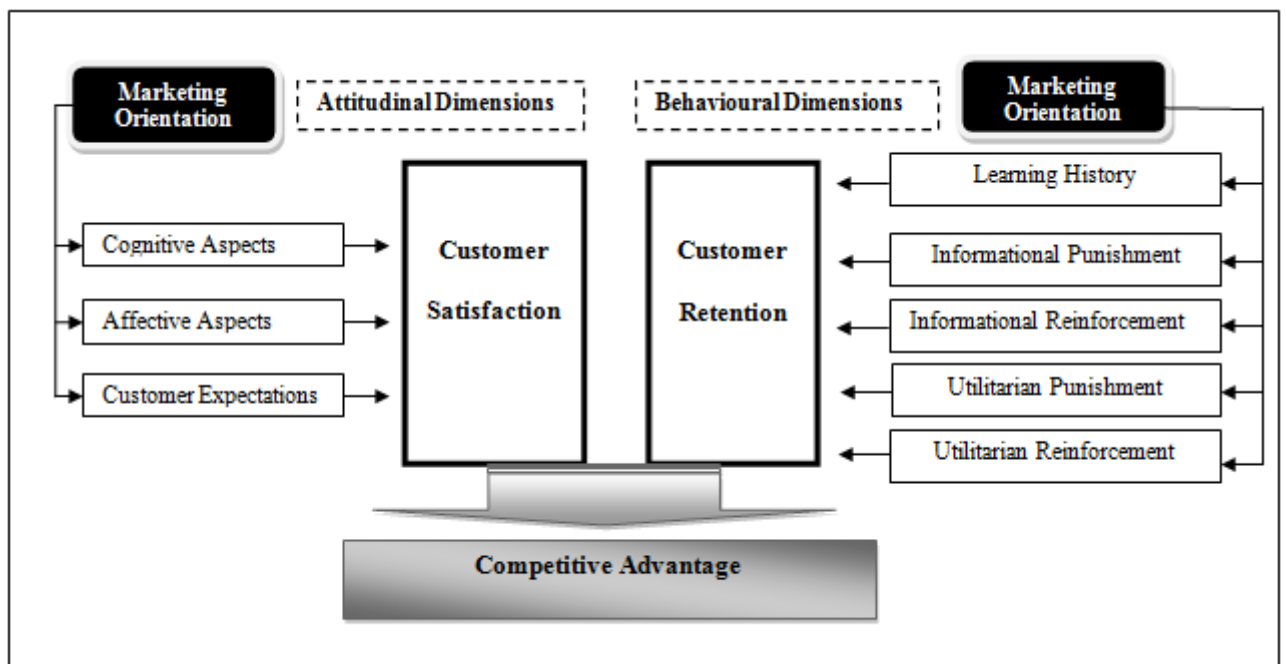 Marketing
Orientation
Attitudinal Dimensions
Behavioural Dimensions
Marketing
Orientation
Cognitive Aspects
Affective Aspects
Customer Expectations
Customer
Satisfaction
Customer
Retention
Learning History
Informational Punishment
Informational Reinforcement
Utilitarian Punishment
Utilitarian Reinforcement
Competitive Advantage